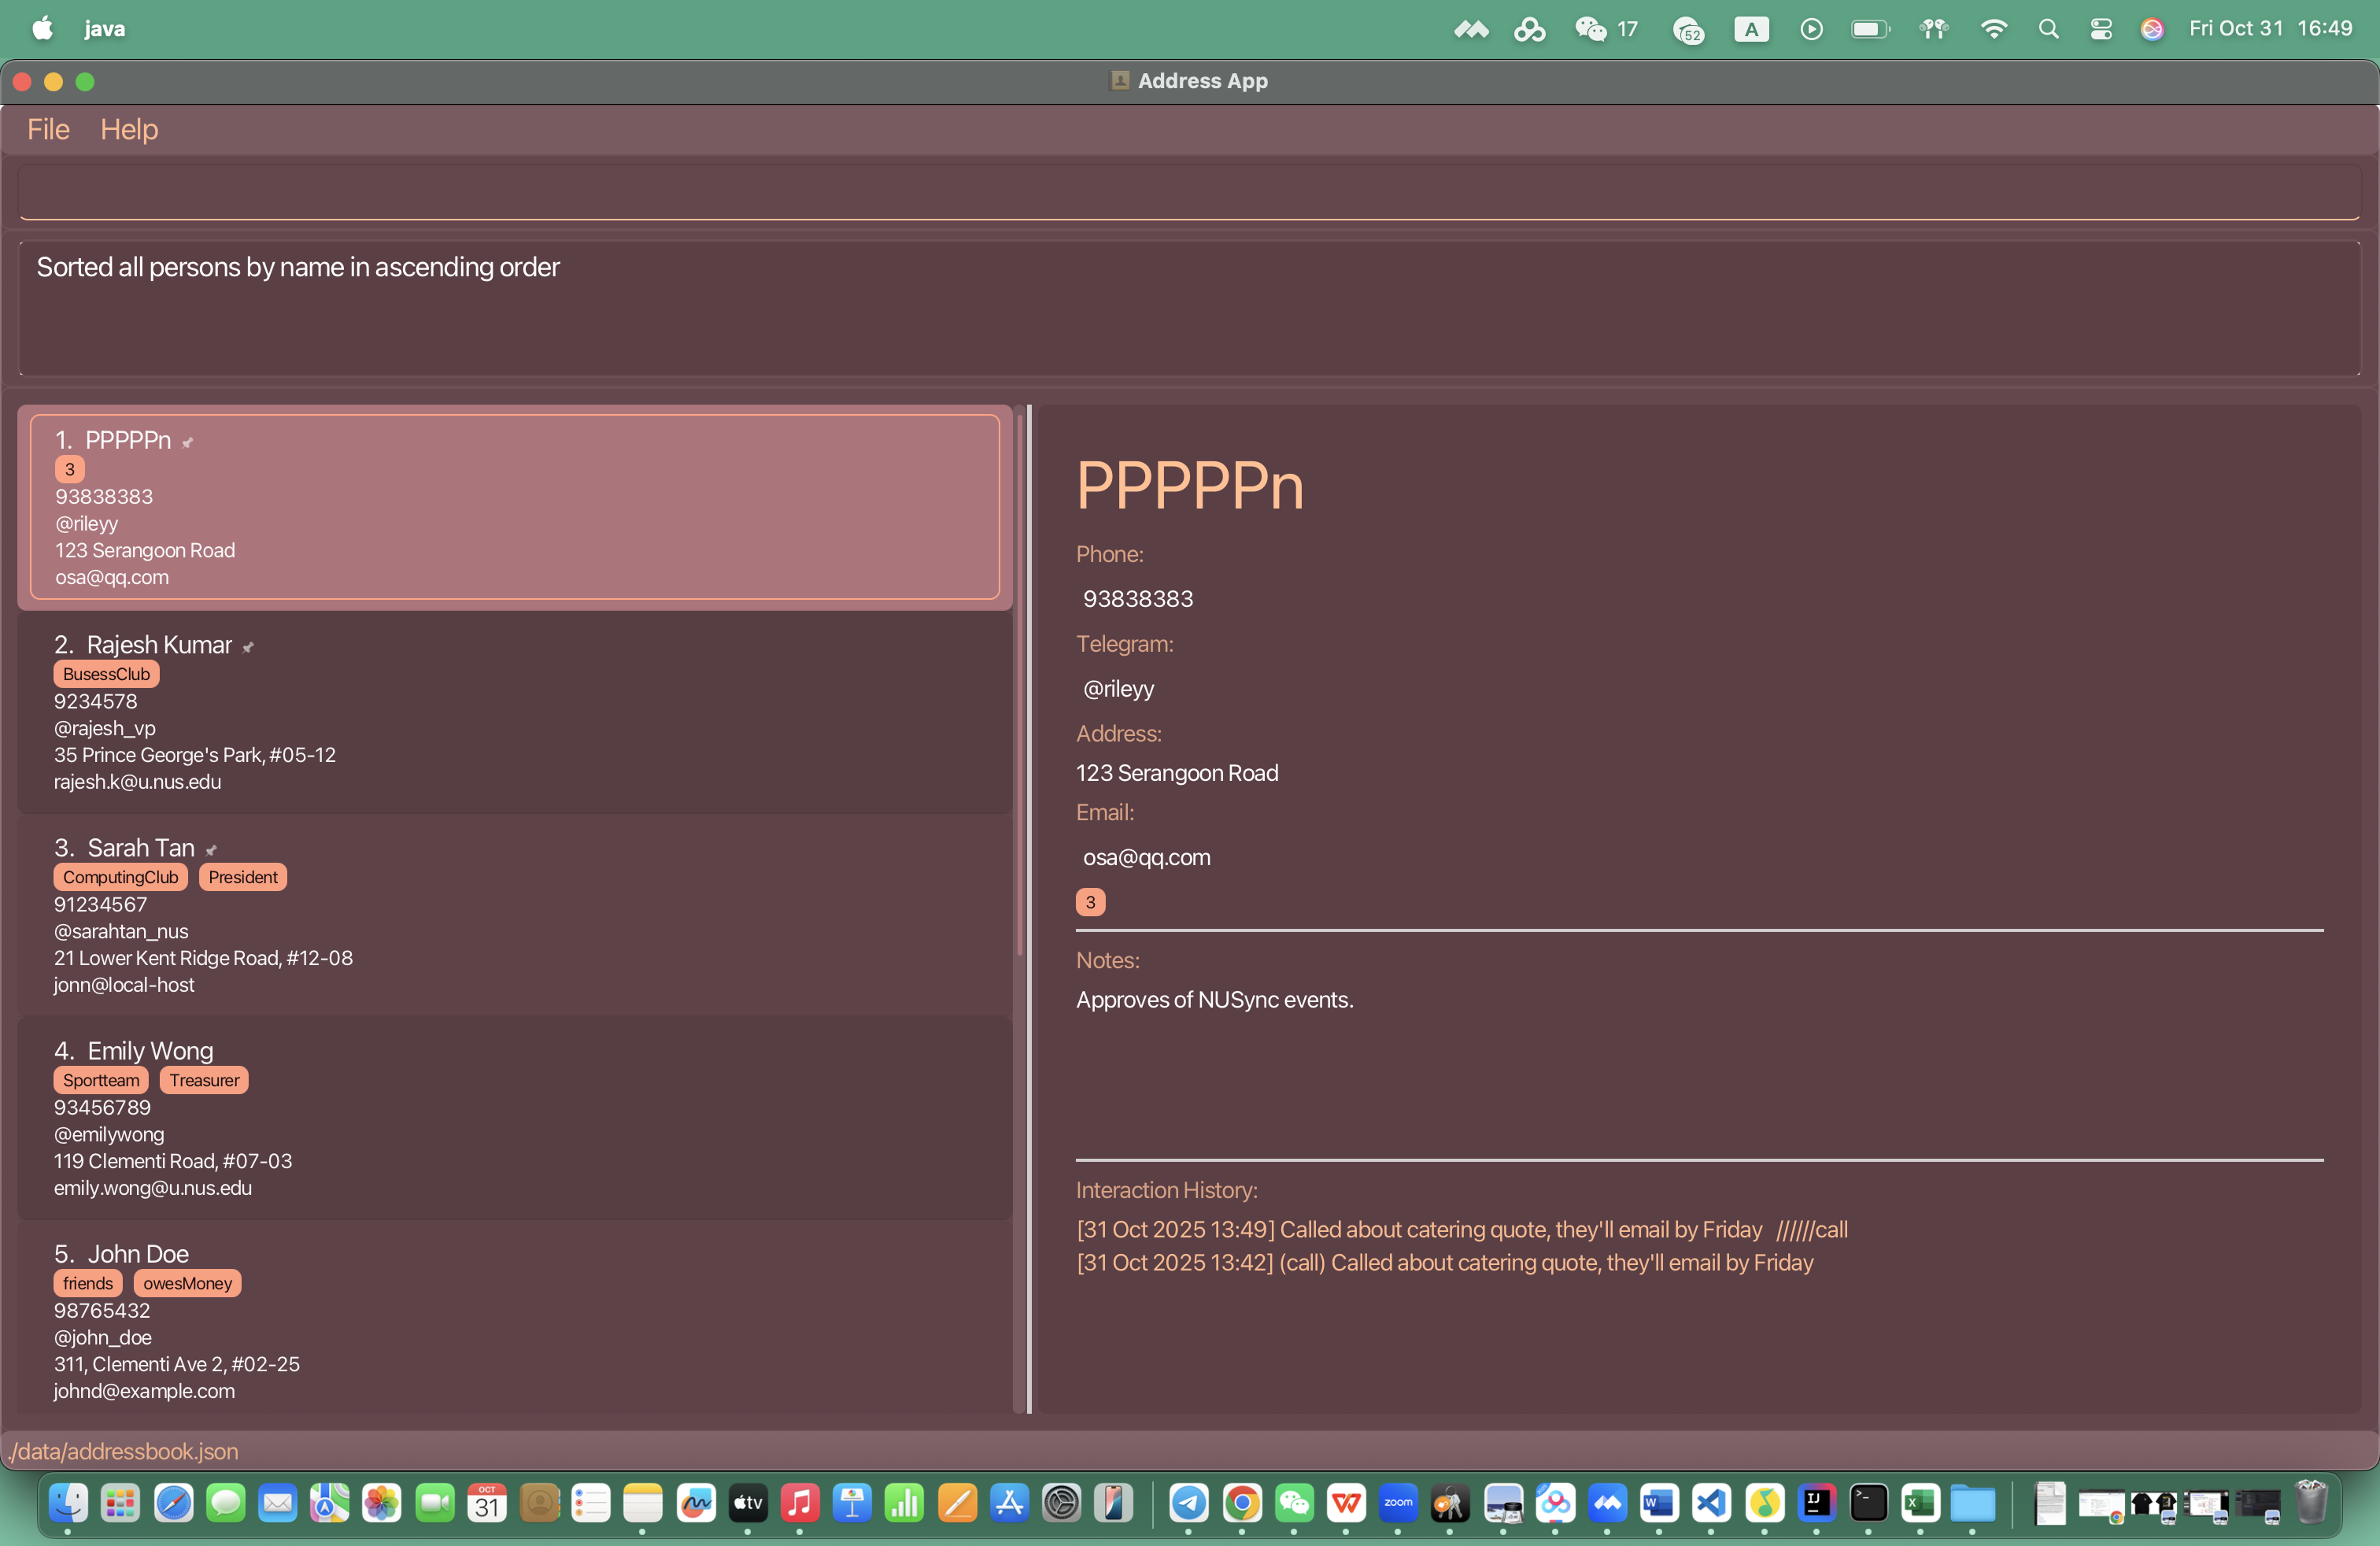 java 17 52 A Fri Oct 31 16:49
Address App
File Help
Sorted all persons by name in ascending order
1. PPPPPn
3
93838383
@rileyy
123 Serangoon Road
osa@qq.com
2. Rajesh Kumar
BusessClub
9234578
@rajesh_vp
35 Prince George's Park, #05-12
rajesh.k@u.nus.edu
3. Sarah Tan
ComputingClub President
91234567
@sarahtan_nus
21 Lower Kent Ridge Road, #12-08
jonn@local-host
4. Emily Wong
Sportteam Treasurer
93456789
@emilywong
119 Clementi Road, #07-03
emily.wong@u.nus.edu
5. John Doe
friends owesMoney
98765432
@john_doe
311, Clementi Ave 2, #02-25
johnd@example.com
PPPPPn
Phone:
93838383
Telegram:
@rileyy
Address:
123 Serangoon Road
Email:
osa@qq.com
3
Notes:
Approves of NUSync events.
Interaction History:
[31 Oct 2025 13:49] Called about catering quote, they'll email by Friday //////call
[31 Oct 2025 13:42] (call) Called about catering quote, they'll email by Friday
./data/addressbook.json
OCT
31
tv
zoom
W
IJ
X